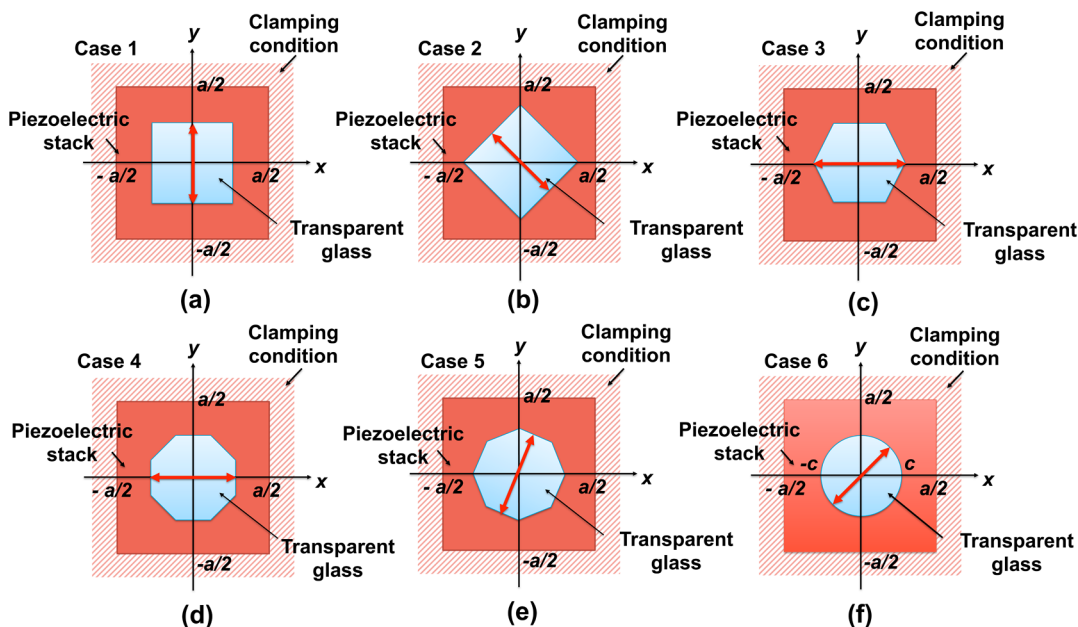 Case 1
y
Clamping
condition
a/2
Piezoelectric
stack
- a/2
a/2
x
-a/2
Transparent
glass
(a)
Case 2
y
Clamping
condition
a/2
Piezoelectric
stack
- a/2
a/2
x
-a/2
Transparent
glass
(b)
Case 3
y
Clamping
condition
a/2
Piezoelectric
stack
- a/2
a/2
x
-a/2
Transparent
glass
(c)
Case 4
y
Clamping
condition
a/2
Piezoelectric
stack
- a/2
a/2
x
-a/2
Transparent
glass
(d)
Case 5
y
Clamping
condition
a/2
Piezoelectric
stack
- a/2
a/2
x
-a/2
Transparent
glass
(e)
Case 6
y
Clamping
condition
a/2
Piezoelectric
stack
-c
c
- a/2
a/2
x
-a/2
Transparent
glass
(f)